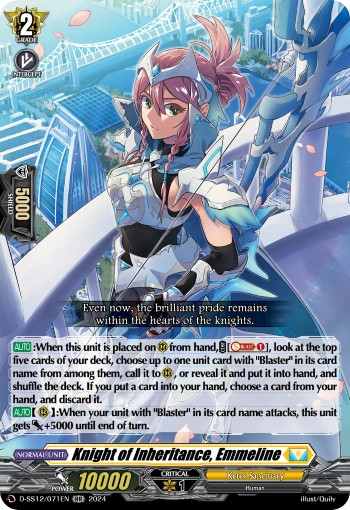 2
GRADE
INTERCEPT
5000
SHIELD
Even now, the brilliant pride remains
within the hearts of the knights.
AUTO:When this unit is placed on from hand, [BLAST 1], look at the top
five cards of your deck, choose up to one unit card with "Blaster" in its card
name from among them, call it to , or reveal it and put it into hand, and
shuffle the deck. If you put a card into your hand, choose a card from your
hand, and discard it.
AUTO【 】:When your unit with "Blaster" in its card name attacks, this unit
gets +5000 until end of turn.
NORMAL UNIT
Knight of Inheritance, Emmeline
POWER 10000
CRITICAL
1
Keter Sanctuary
Human
D-SS12/071EN RR 2024
illust/Quily